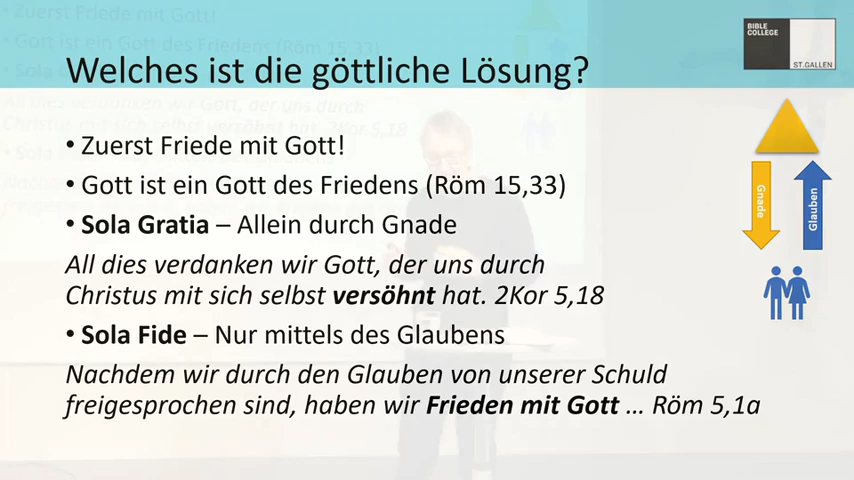 Welches ist die göttliche Lösung?
BIBLE
COLLEGE
ST.GALLEN
• Zuerst Friede mit Gott!
• Gott ist ein Gott des Friedens (Röm 15,33)
• Sola Gratia – Allein durch Gnade
All dies verdanken wir Gott, der uns durch
Christus mit sich selbst versöhnt hat. 2Kor 5,18
• Sola Fide – Nur mittels des Glaubens
Nachdem wir durch den Glauben von unserer Schuld
freigesprochen sind, haben wir Frieden mit Gott … Röm 5,1a
Gnade
Glauben